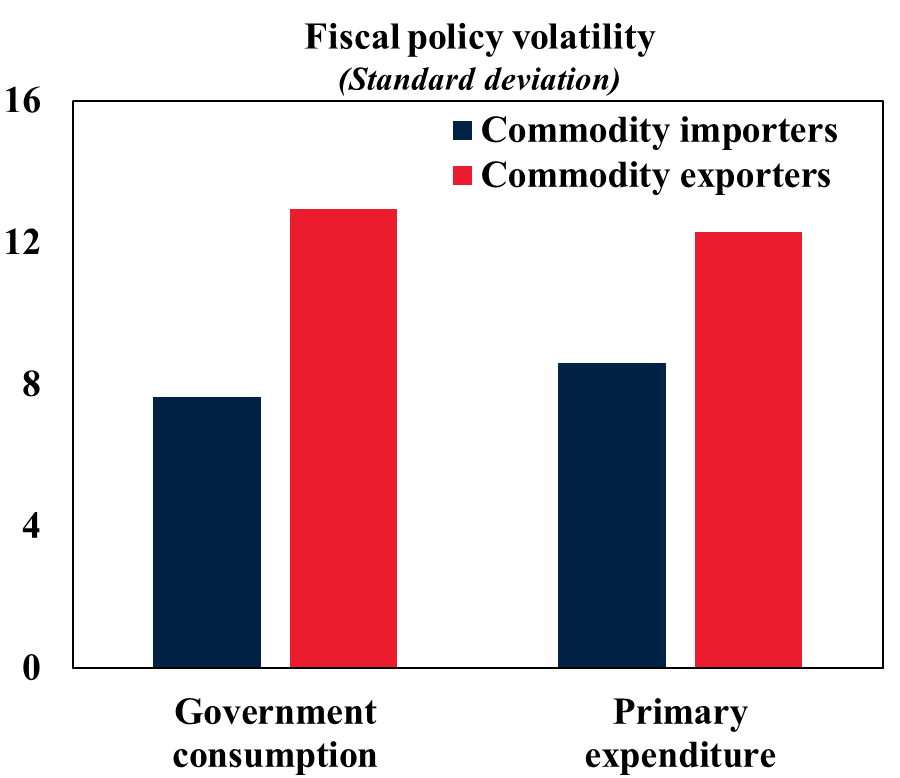 Fiscal policy volatility
(Standard deviation)
16
Commodity importers
Commodity exporters
12
8
4
0
Government
consumption
Primary
expenditure